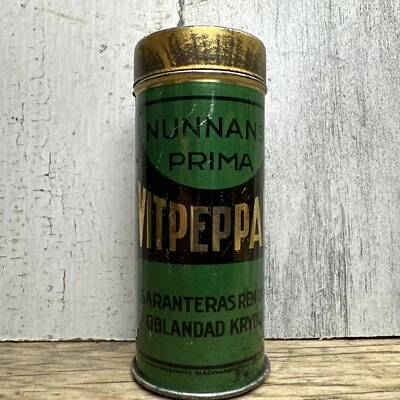 NUNNANS
PRIMA
VITPEPPA
GARANTERAS REN
OBLANDAD KRYD